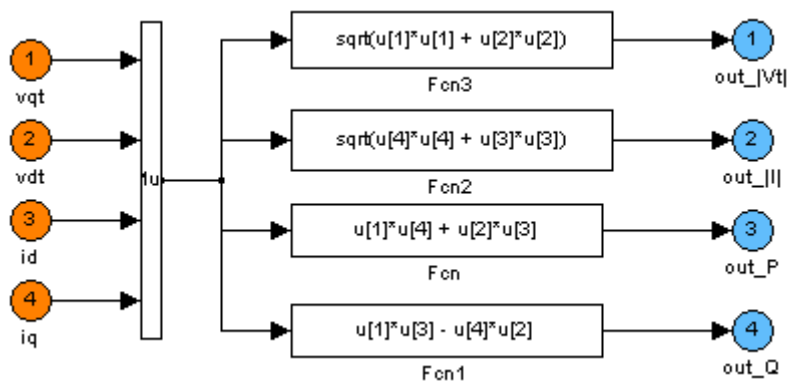 1
vqt
2
vdt
3
id
4
iq
1u
sqrt(u[1]*u[1] + u[2]*u[2])
Fcn3
sqrt(u[4]*u[4] + u[3]*u[3])
Fcn2
u[1]*u[4] + u[2]*u[3]
Fcn
u[1]*u[3] - u[4]*u[2]
Fcn1
1
out_|Vt|
2
out_|I|
3
out_P
4
out_Q